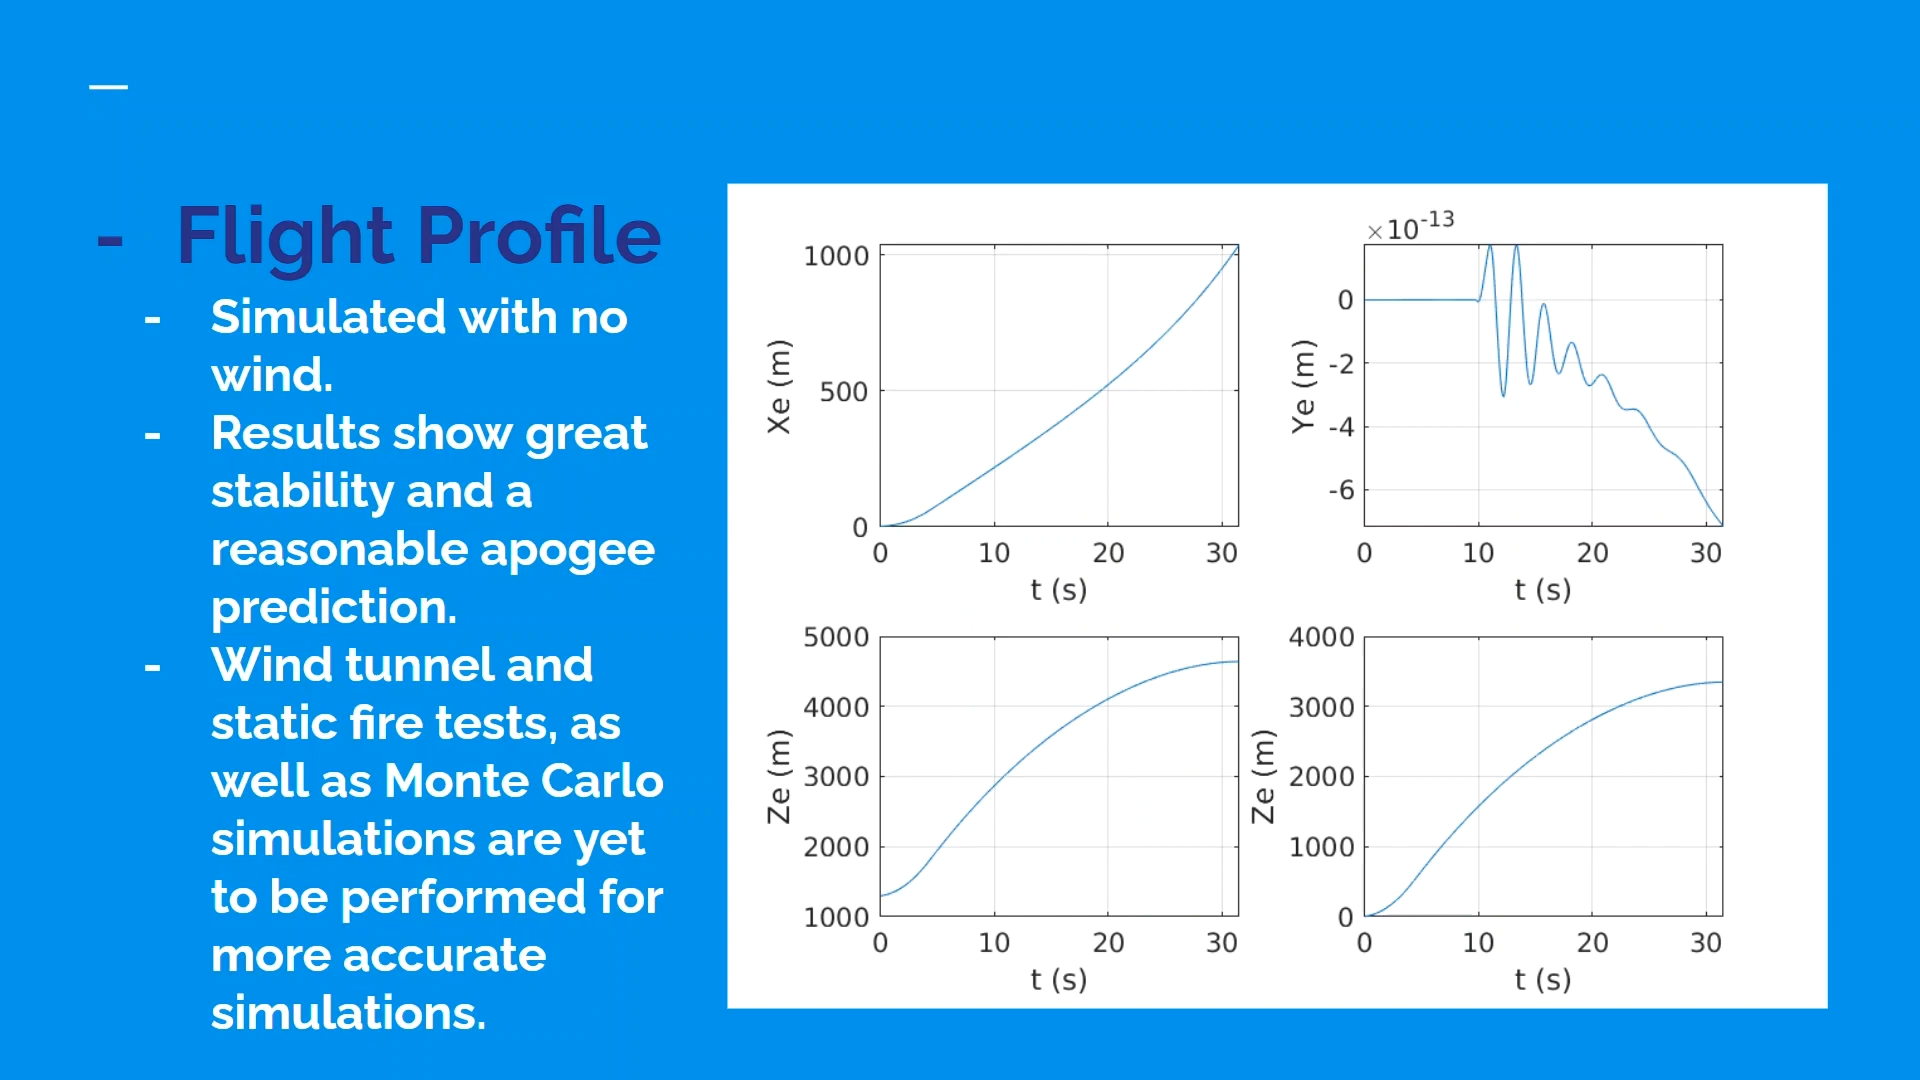 - Flight Profile
- Simulated with no
wind.
- Results show great
stability and a
reasonable apogee
prediction.
- Wind tunnel and
static fire tests, as
well as Monte Carlo
simulations are yet
to be performed for
more accurate
simulations.
1000
500
0
Xe (m)
0 10 20 30
t (s)
×10⁻¹³
0
-2
-4
-6
Ye (m)
0 10 20 30
t (s)
5000
4000
3000
2000
1000
Ze (m)
0 10 20 30
t (s)
4000
3000
2000
1000
0
Ze (m)
0 10 20 30
t (s)